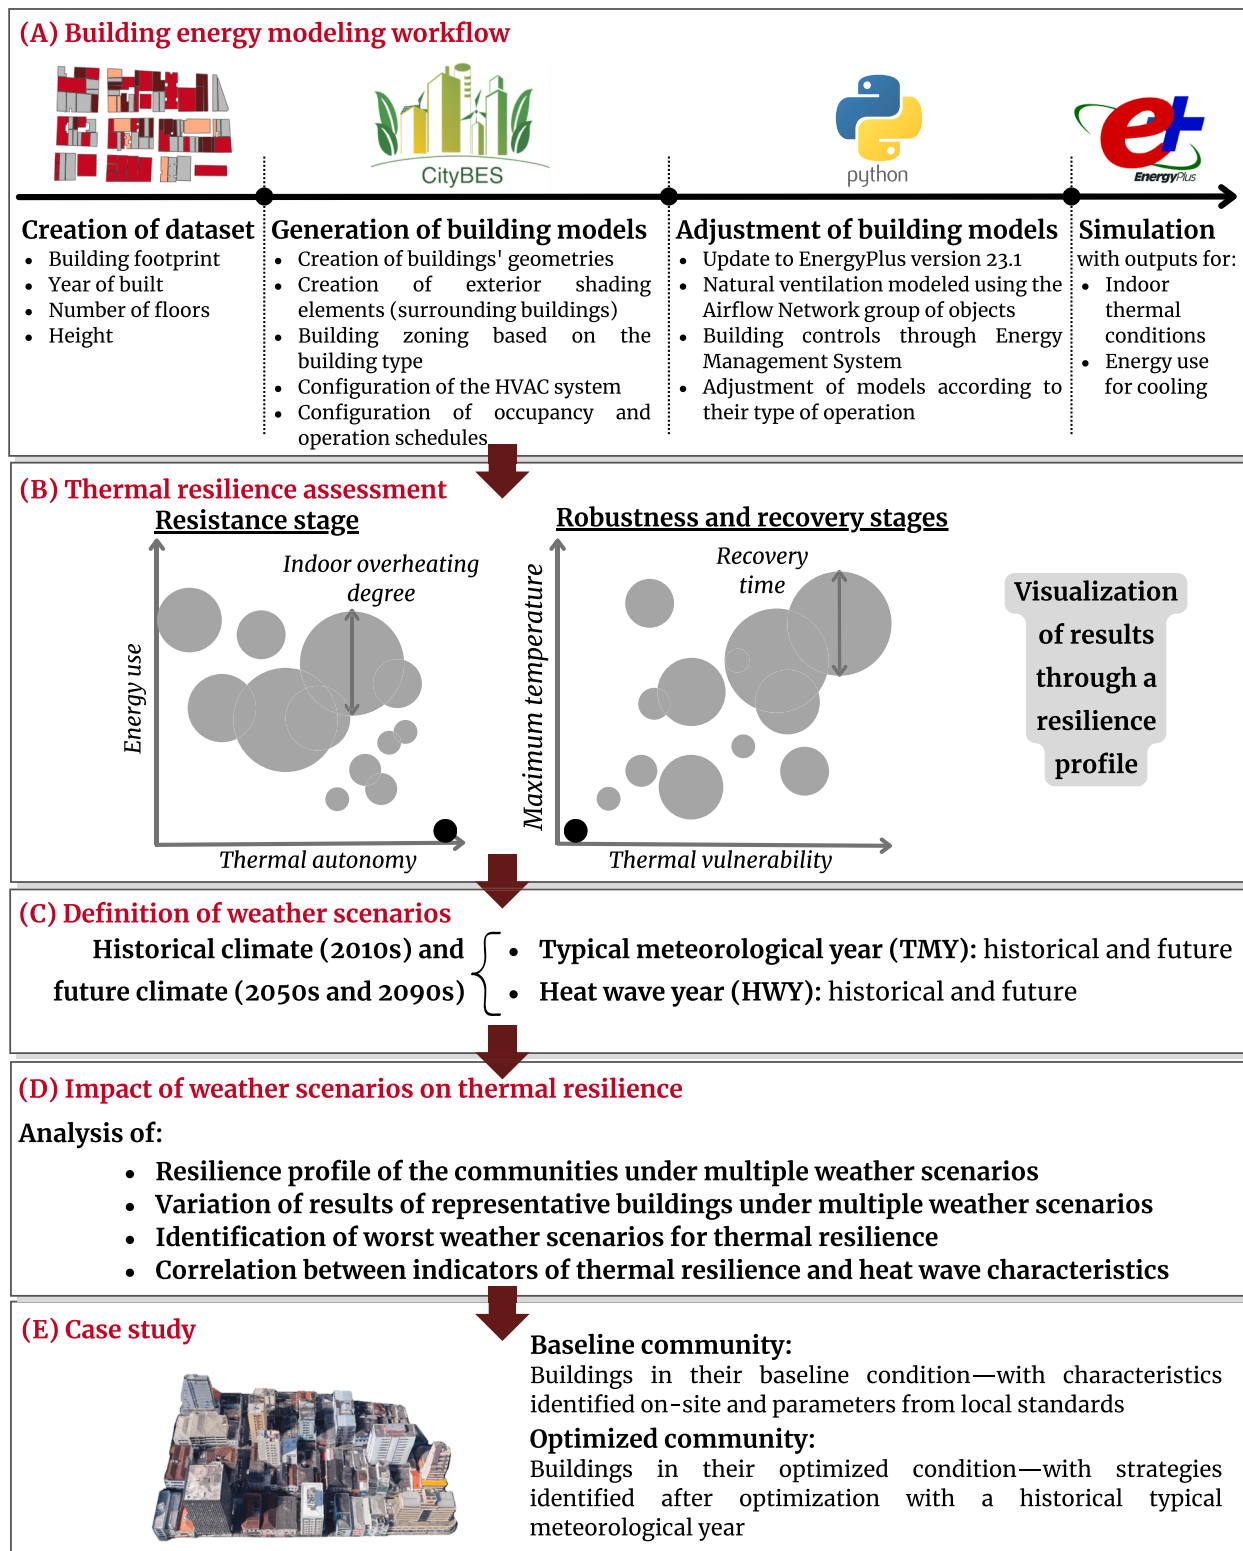 (A) Building energy modeling workflow
CityBES
python
EnergyPlus
Creation of dataset
• Building footprint
• Year of built
• Number of floors
• Height
Generation of building models
• Creation of buildings' geometries
• Creation of exterior shading
elements (surrounding buildings)
• Building zoning based on the
building type
• Configuration of the HVAC system
• Configuration of occupancy and
operation schedules
Adjustment of building models
• Update to EnergyPlus version 23.1
• Natural ventilation modeled using the
Airflow Network group of objects
• Building controls through Energy
Management System
• Adjustment of models according to
their type of operation
Simulation
with outputs for:
• Indoor
thermal
conditions
• Energy use
for cooling
(B) Thermal resilience assessment
Resistance stage
Indoor overheating
degree
Energy use
Thermal autonomy
Robustness and recovery stages
Recovery
time
Maximum temperature
Thermal vulnerability
Visualization
of results
through a
resilience
profile
(C) Definition of weather scenarios
Historical climate (2010s) and
future climate (2050s and 2090s)
• Typical meteorological year (TMY): historical and future
• Heat wave year (HWY): historical and future
(D) Impact of weather scenarios on thermal resilience
Analysis of:
• Resilience profile of the communities under multiple weather scenarios
• Variation of results of representative buildings under multiple weather scenarios
• Identification of worst weather scenarios for thermal resilience
• Correlation between indicators of thermal resilience and heat wave characteristics
(E) Case study
Baseline community:
Buildings in their baseline condition—with characteristics
identified on-site and parameters from local standards
Optimized community:
Buildings in their optimized condition—with strategies
identified after optimization with a historical typical
meteorological year